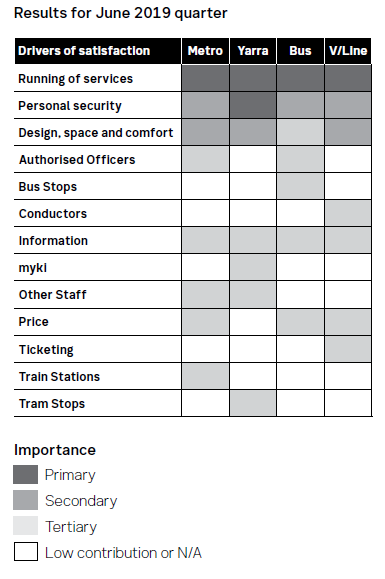 Results for June 2019 quarter
Drivers of satisfaction Metro Yarra Bus V/Line
Running of services
Personal security
Design, space and comfort
Authorised Officers
Bus Stops
Conductors
Information
myki
Other Staff
Price
Ticketing
Train Stations
Tram Stops
Importance
Primary
Secondary
Tertiary
Low contribution or N/A